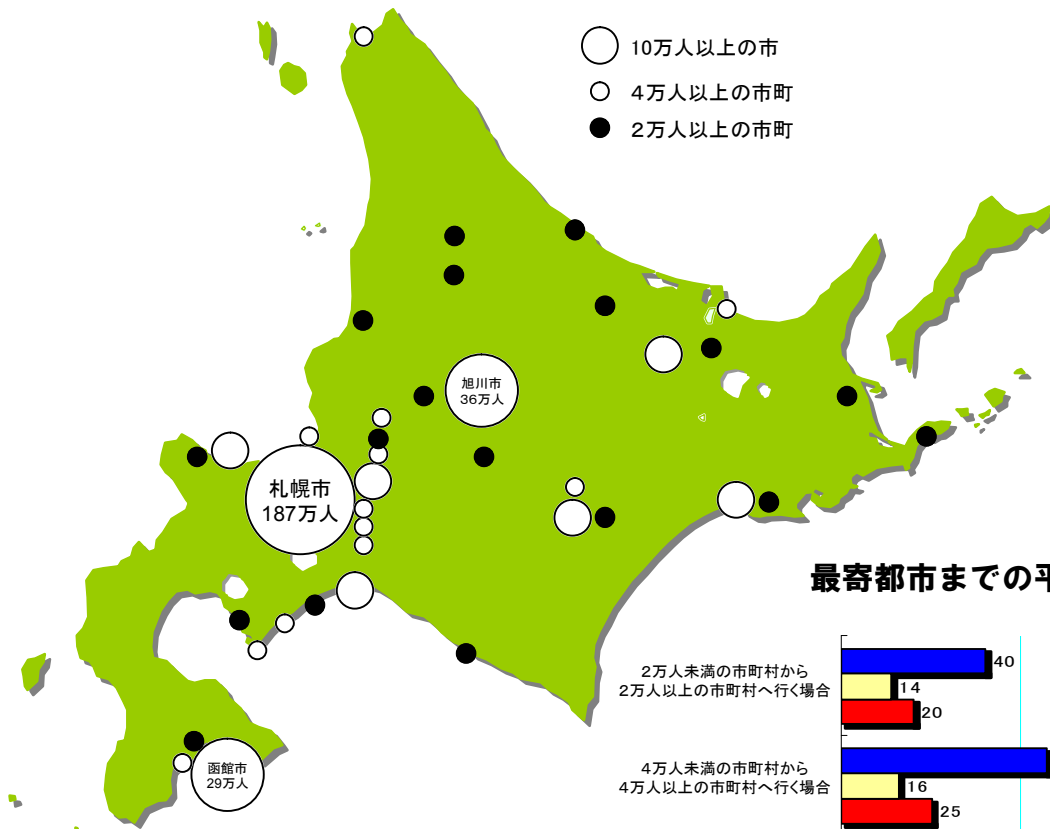 10万人以上の市
４万人以上の市町
２万人以上の市町
旭川市
36万人
札幌市
187万人
函館市
29万人
最寄都市までの平
2万人未満の市町村から
2万人以上の市町村へ行く場合
40
14
20
4万人未満の市町村から
4万人以上の市町村へ行く場合
16
25